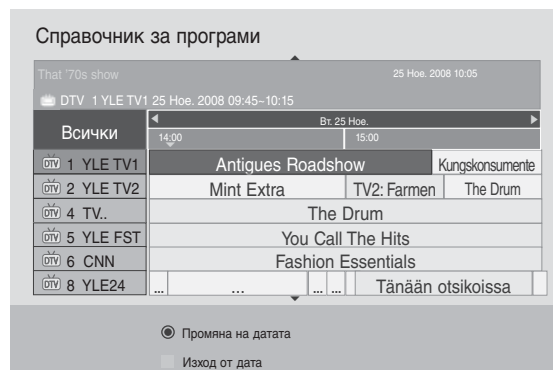 Справочник за програми
That '70s show 25 Ное. 2008 10:05
DTV 1 YLE TV1 25 Ное. 2008 09:45~10:15
Всички
Вт. 25 Ное.
14:00 15:00
DTV 1 YLE TV1 Antigues Roadshow Kungskonsumente
DTV 2 YLE TV2 Mint Extra TV2: Farmen The Drum
DTV 4 TV.. The Drum
DTV 5 YLE FST You Call The Hits
DTV 6 CNN Fashion Essentials
DTV 8 YLE24 ... ... ... ... Tänään otsikoissa
Промяна на датата
Изход от дата